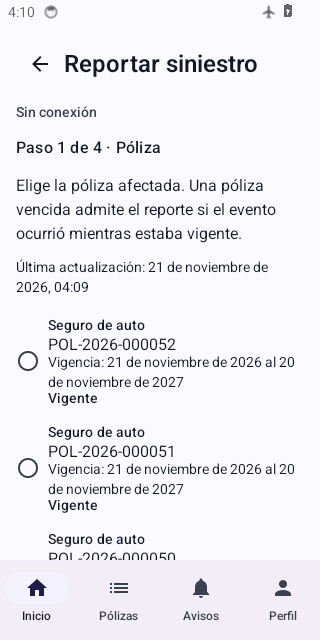 4:10
Reportar siniestro
Sin conexión
Paso 1 de 4 · Póliza
Elige la póliza afectada. Una póliza
vencida admite el reporte si el evento
ocurrió mientras estaba vigente.
Última actualización: 21 de noviembre de
2026, 04:09
Seguro de auto
POL-2026-000052
Vigencia: 21 de noviembre de 2026 al 20
de noviembre de 2027
Vigente
Seguro de auto
POL-2026-000051
Vigencia: 21 de noviembre de 2026 al 20
de noviembre de 2027
Vigente
Seguro de auto
POL-2026-000050
Inicio
Pólizas
Avisos
Perfil